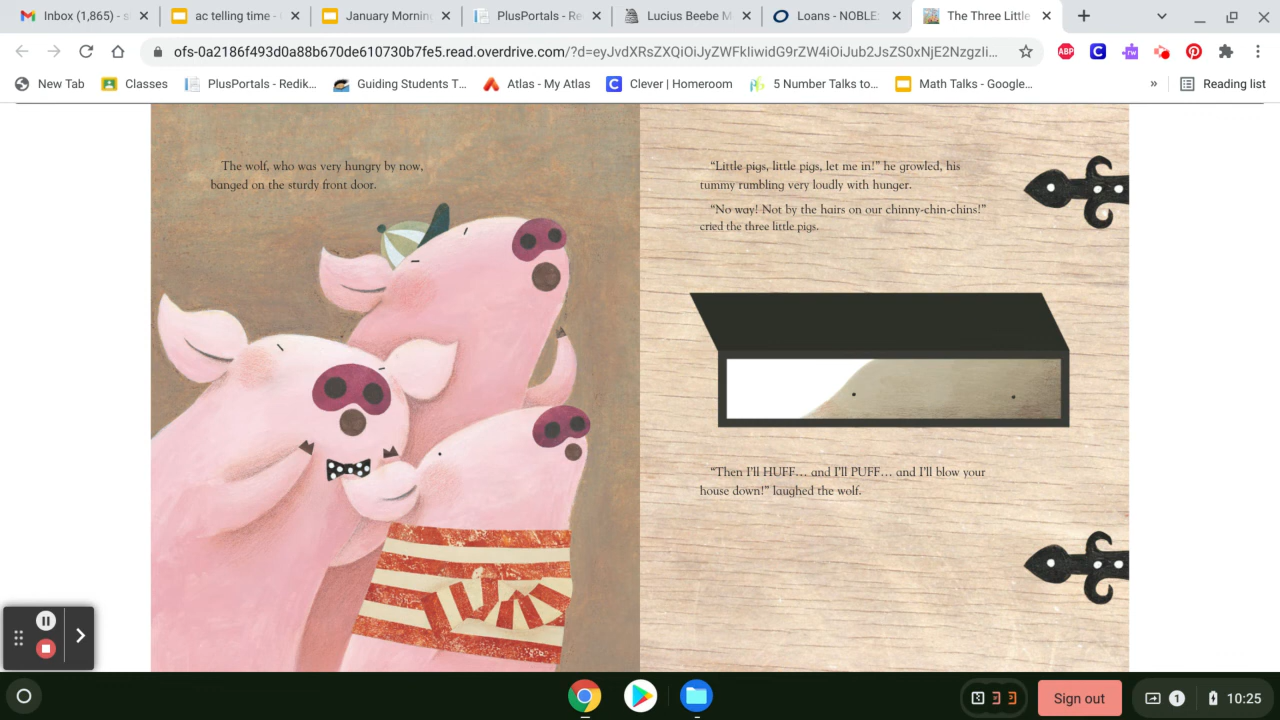 Inbox (1,865) - s
ac telling time -
January Mornin
PlusPortals - Re
Lucius Beebe M
Loans - NOBLE
The Three Little
ofs-0a2186f493d0a88b670de610730b7fe5.read.overdrive.com/?d=eyJvdXRsZXQiOiJyZWFkIiwidG9rZW4iOiJub2JsZS0xNjE2Nzgzli...
ABP
C
rw
New Tab
Classes
PlusPortals - Redik...
Guiding Students T...
Atlas - My Atlas
Clever | Homeroom
5 Number Talks to...
Math Talks - Google...
»
Reading list
The wolf, who was very hungry by now,
banged on the sturdy front door.
“Little pigs, little pigs, let me in!” he growled, his
tummy rumbling very loudly with hunger.
“No way! Not by the hairs on our chinny-chin-chins!”
cried the three little pigs.
“Then I’ll HUFF... and I’ll PUFF... and I’ll blow your
house down!” laughed the wolf.
Sign out
1
10:25